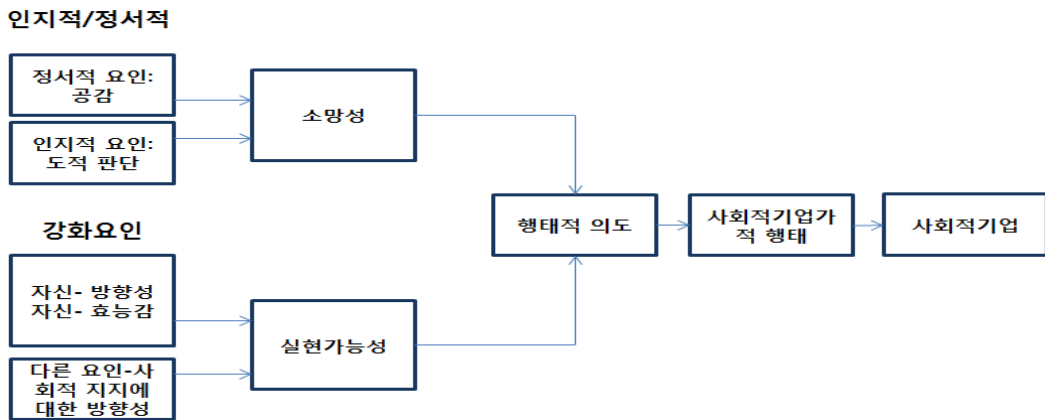 인지적/정서적
정서적 요인:
공감
인지적 요인:
도적 판단
소망성
강화요인
자신- 방향성
자신- 효능감
다른 요인-사
회적 지지에
대한 방향성
실현가능성
행태적 의도
사회적기업가
적 행태
사회적기업